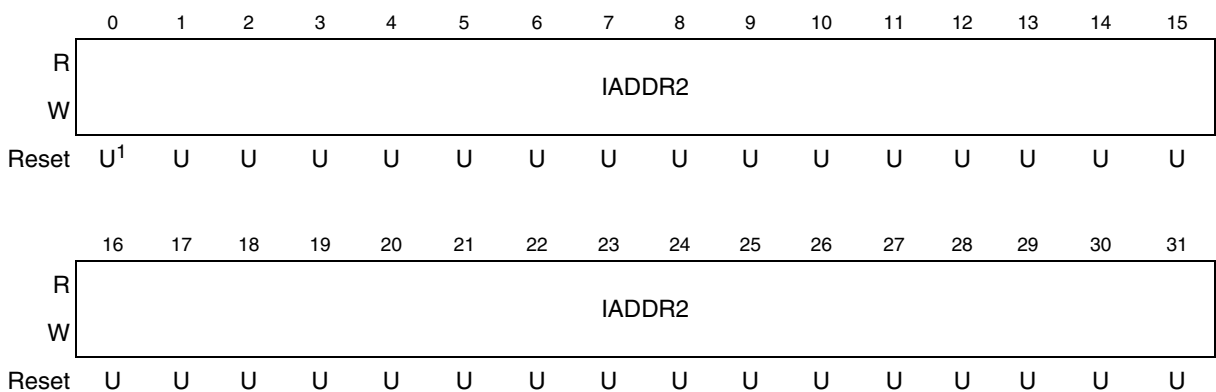 0 1 2 3 4 5 6 7 8 9 10 11 12 13 14 15
R
IADDR2
W
Reset U1 U U U U U U U U U U U U U U U
16 17 18 19 20 21 22 23 24 25 26 27 28 29 30 31
R
IADDR2
W
Reset U U U U U U U U U U U U U U U U